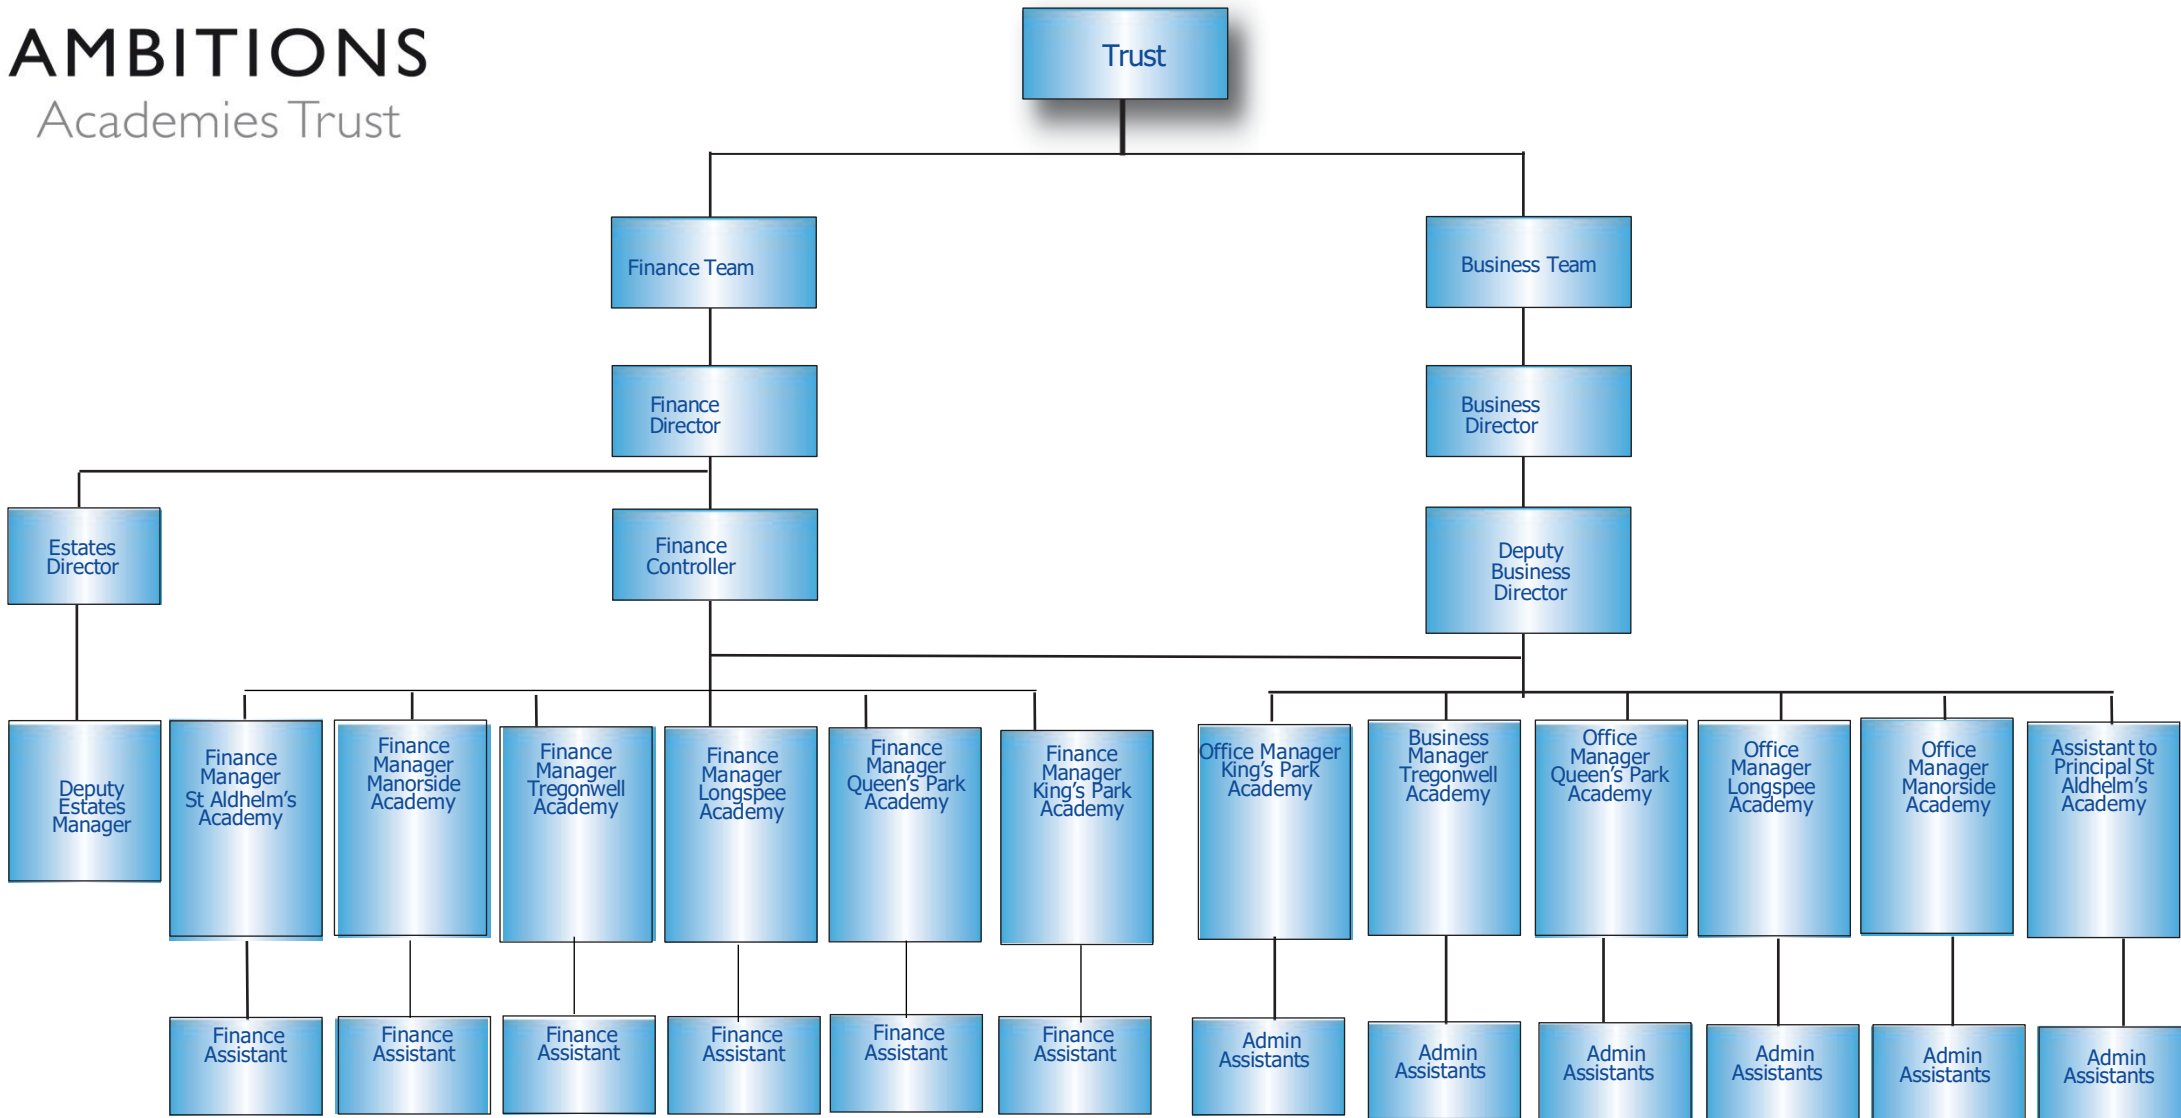 AMBITIONS
Academies Trust
Trust
Finance Team
Business Team
Finance
Director
Business
Director
Estates
Director
Finance
Controller
Deputy
Business
Director
Deputy
Estates
Manager
Finance
Manager
St Aldhelm's
Academy
Finance
Manager
Manorside
Academy
Finance
Manager
Tregonwell
Academy
Finance
Manager
Longspee
Academy
Finance
Manager
Queen's Park
Academy
Finance
Manager
King's Park
Academy
Office Manager
King's Park
Academy
Business
Manager
Tregonwell
Academy
Office
Manager
Queen's Park
Academy
Office
Manager
Longspee
Academy
Office
Manager
Manorside
Academy
Assistant to
Principal St
Aldhelm's
Academy
Finance
Assistant
Finance
Assistant
Finance
Assistant
Finance
Assistant
Finance
Assistant
Finance
Assistant
Admin
Assistants
Admin
Assistants
Admin
Assistants
Admin
Assistants
Admin
Assistants
Admin
Assistants